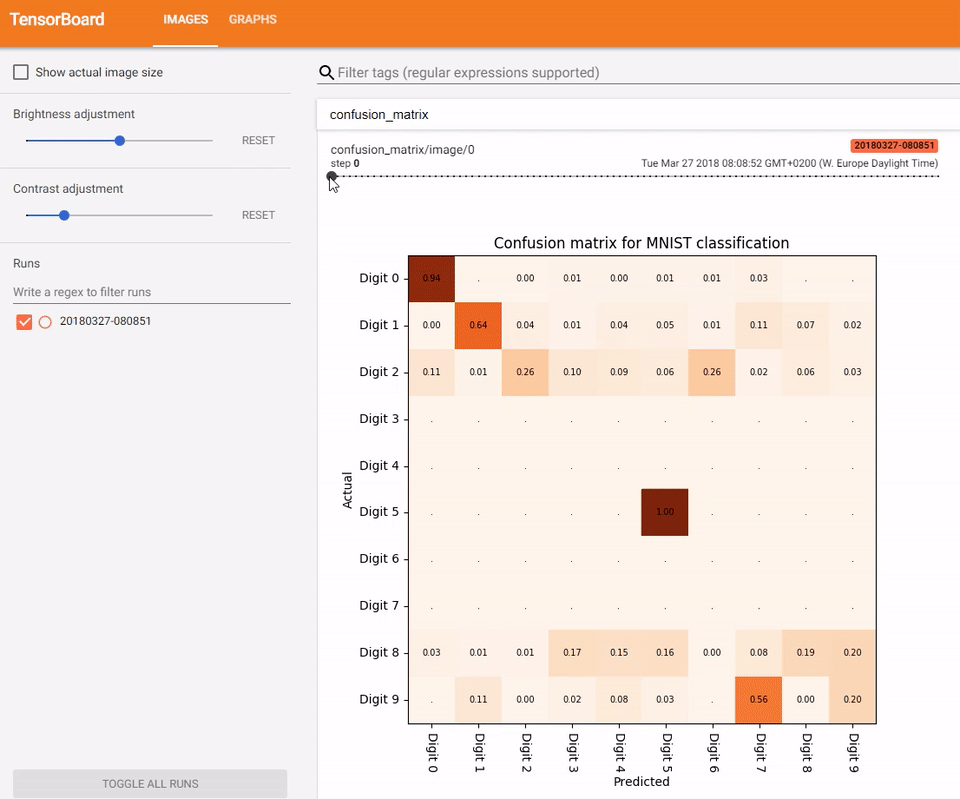 TensorBoard IMAGES GRAPHS
Show actual image size
Brightness adjustment
RESET
Contrast adjustment
RESET
Runs
Write a regex to filter runs
20180327-080851
TOGGLE ALL RUNS
Filter tags (regular expressions supported)
confusion_matrix
confusion_matrix/image/0 20180327-080851
step 0 Tue Mar 27 2018 08:08:52 GMT+0200 (W. Europe Daylight Time)
Confusion matrix for MNIST classification
Digit 0 0.94 . 0.00 0.01 0.00 0.01 0.01 0.03 . .
Digit 1 0.00 0.64 0.04 0.01 0.04 0.05 0.01 0.11 0.07 0.02
Digit 2 0.11 0.01 0.26 0.10 0.09 0.06 0.26 0.02 0.06 0.03
Digit 3 . . . . . . . . . .
Digit 4 . . . . . . . . . .
Actual
Digit 5 . . . . . 1.00 . . . .
Digit 6 . . . . . . . . . .
Digit 7 . . . . . . . . . .
Digit 8 0.03 0.01 0.01 0.17 0.15 0.16 0.00 0.08 0.19 0.20
Digit 9 . 0.11 0.00 0.02 0.08 0.03 . 0.56 0.00 0.20
Digit 0 Digit 1 Digit 2 Digit 3 Digit 4 Digit 5 Digit 6 Digit 7 Digit 8 Digit 9
Predicted